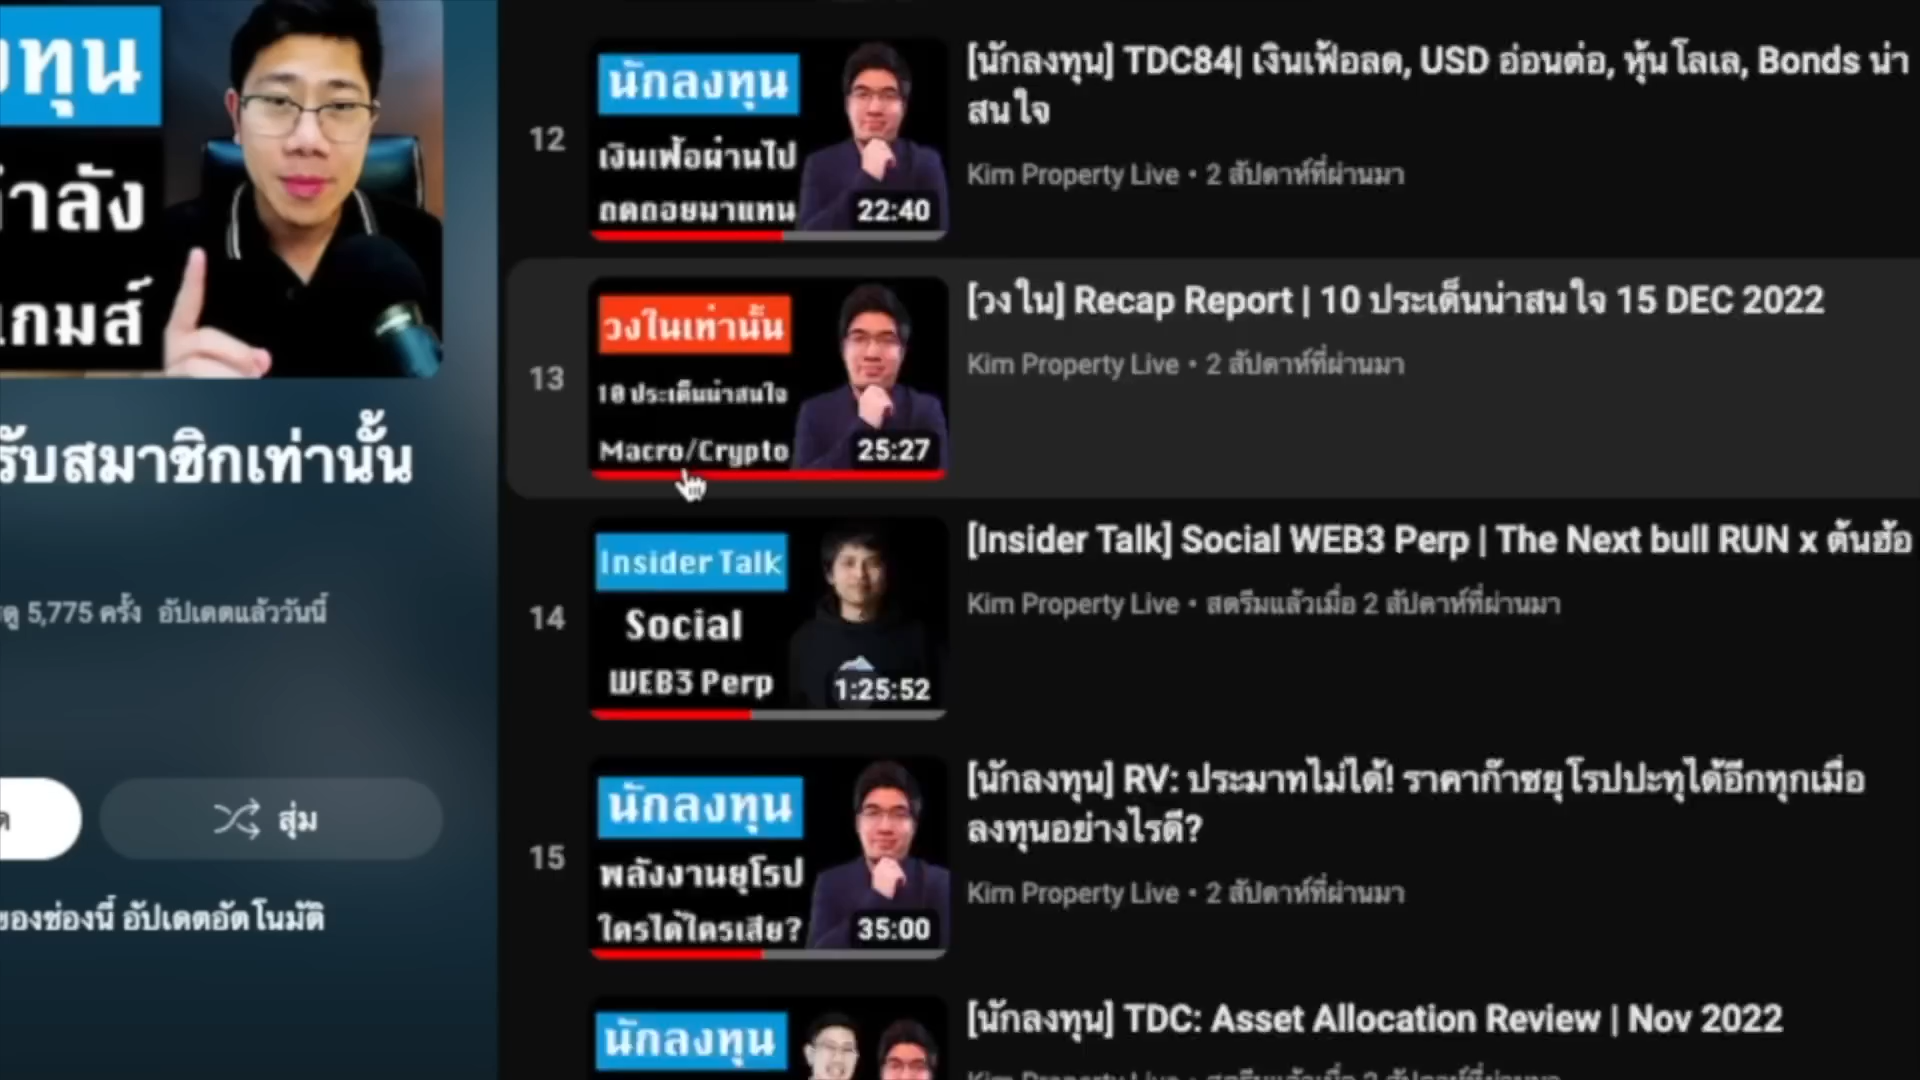 งทุน
ำลัง
เกมส์
รับสมาชิกเท่านั้น
ดู 5,775 ครั้ง อัปเดตแล้ววันนี้
สุ่ม
ของช่องนี้ อัปเดตอัตโนมัติ
12
นักลงทุน
เงินเฟ้อผ่านไป
ถดถอยมาแทน
22:40
[นักลงทุน] TDC84| เงินเฟ้อลด, USD อ่อนต่อ, หุ้นโลเล, Bonds น่า
สนใจ
Kim Property Live • 2 สัปดาห์ที่ผ่านมา
13
วงในเท่านั้น
10 ประเด็นน่าสนใจ
Macro/Crypto
25:27
[วงใน] Recap Report | 10 ประเด็นน่าสนใจ 15 DEC 2022
Kim Property Live • 2 สัปดาห์ที่ผ่านมา
14
Insider Talk
Social
WEB3 Perp
1:25:52
[Insider Talk] Social WEB3 Perp | The Next bull RUN x ต้นฮ้อ
Kim Property Live • สตรีมแล้วเมื่อ 2 สัปดาห์ที่ผ่านมา
15
นักลงทุน
พลังงานยุโรป
ใครได้ใครเสีย?
35:00
[นักลงทุน] RV: ประมาทไม่ได้! ราคาก๊าซยุโรปปะทุได้อีกทุกเมื่อ
ลงทุนอย่างไรดี?
Kim Property Live • 2 สัปดาห์ที่ผ่านมา
นักลงทุน
[นักลงทุน] TDC: Asset Allocation Review | Nov 2022